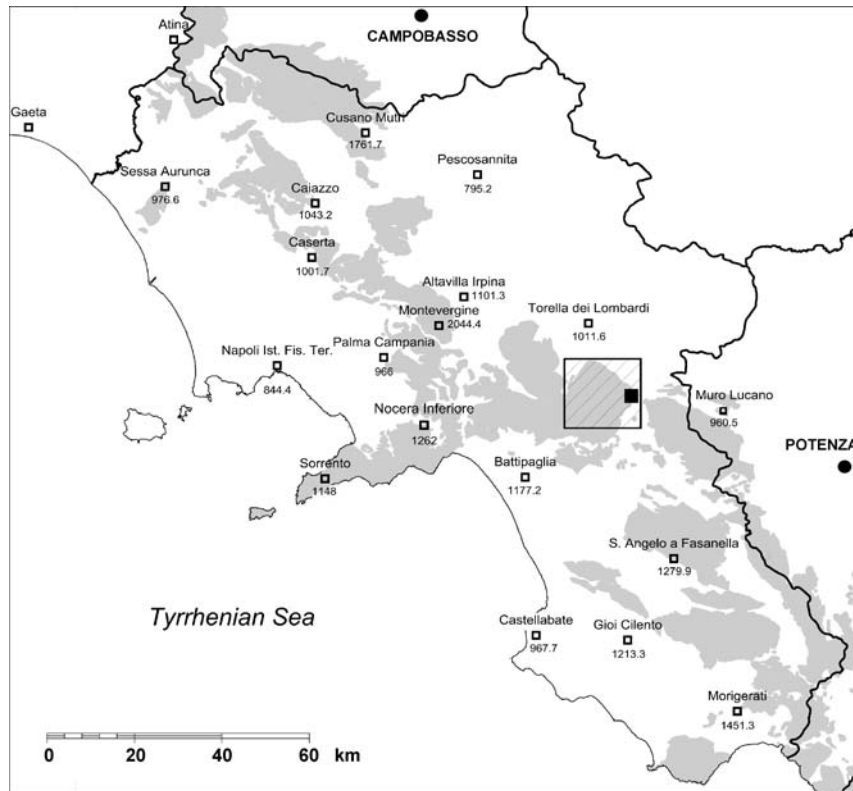 Atina
CAMPOBASSO
Gaeta
Cusano Mutri
1761.7
Pescosannita
795.2
Sessa Aurunca
976.6
Caiazzo
1043.2
Caserta
1001.7
Altavilla Irpina
1101.3
Montevergine
2044.4
Torella dei Lombardi
1011.6
Palma Campania
966
Napoli Ist. Fis. Ter.
844.4
Muro Lucano
960.5
Nocera Inferiore
1262
POTENZA
Battipaglia
1177.2
Sorrento
1148
S. Angelo a Fasanella
1279.9
Tyrrhenian Sea
Castellabate
967.7
Gioi Cilento
1213.3
Morigerati
1451.3
0 20 40 60 km